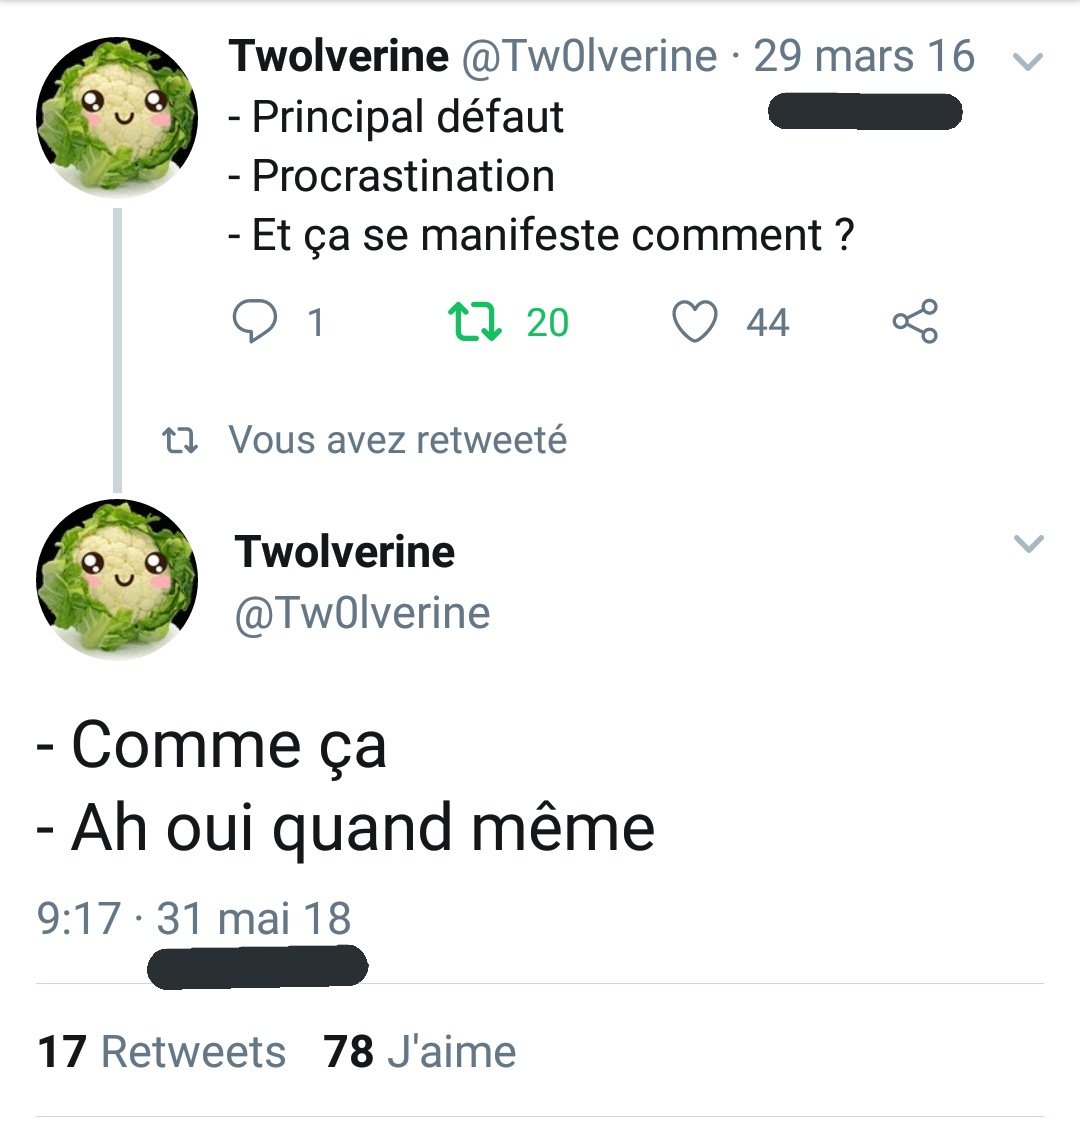 Twolverine @Tw0lverine · 29 mars 16
- Principal défaut
- Procrastination
- Et ça se manifeste comment ?
1 20 44
Vous avez retweeté
Twolverine
@Tw0lverine
- Comme ça
- Ah oui quand même
9:17 · 31 mai 18
17 Retweets 78 J'aime